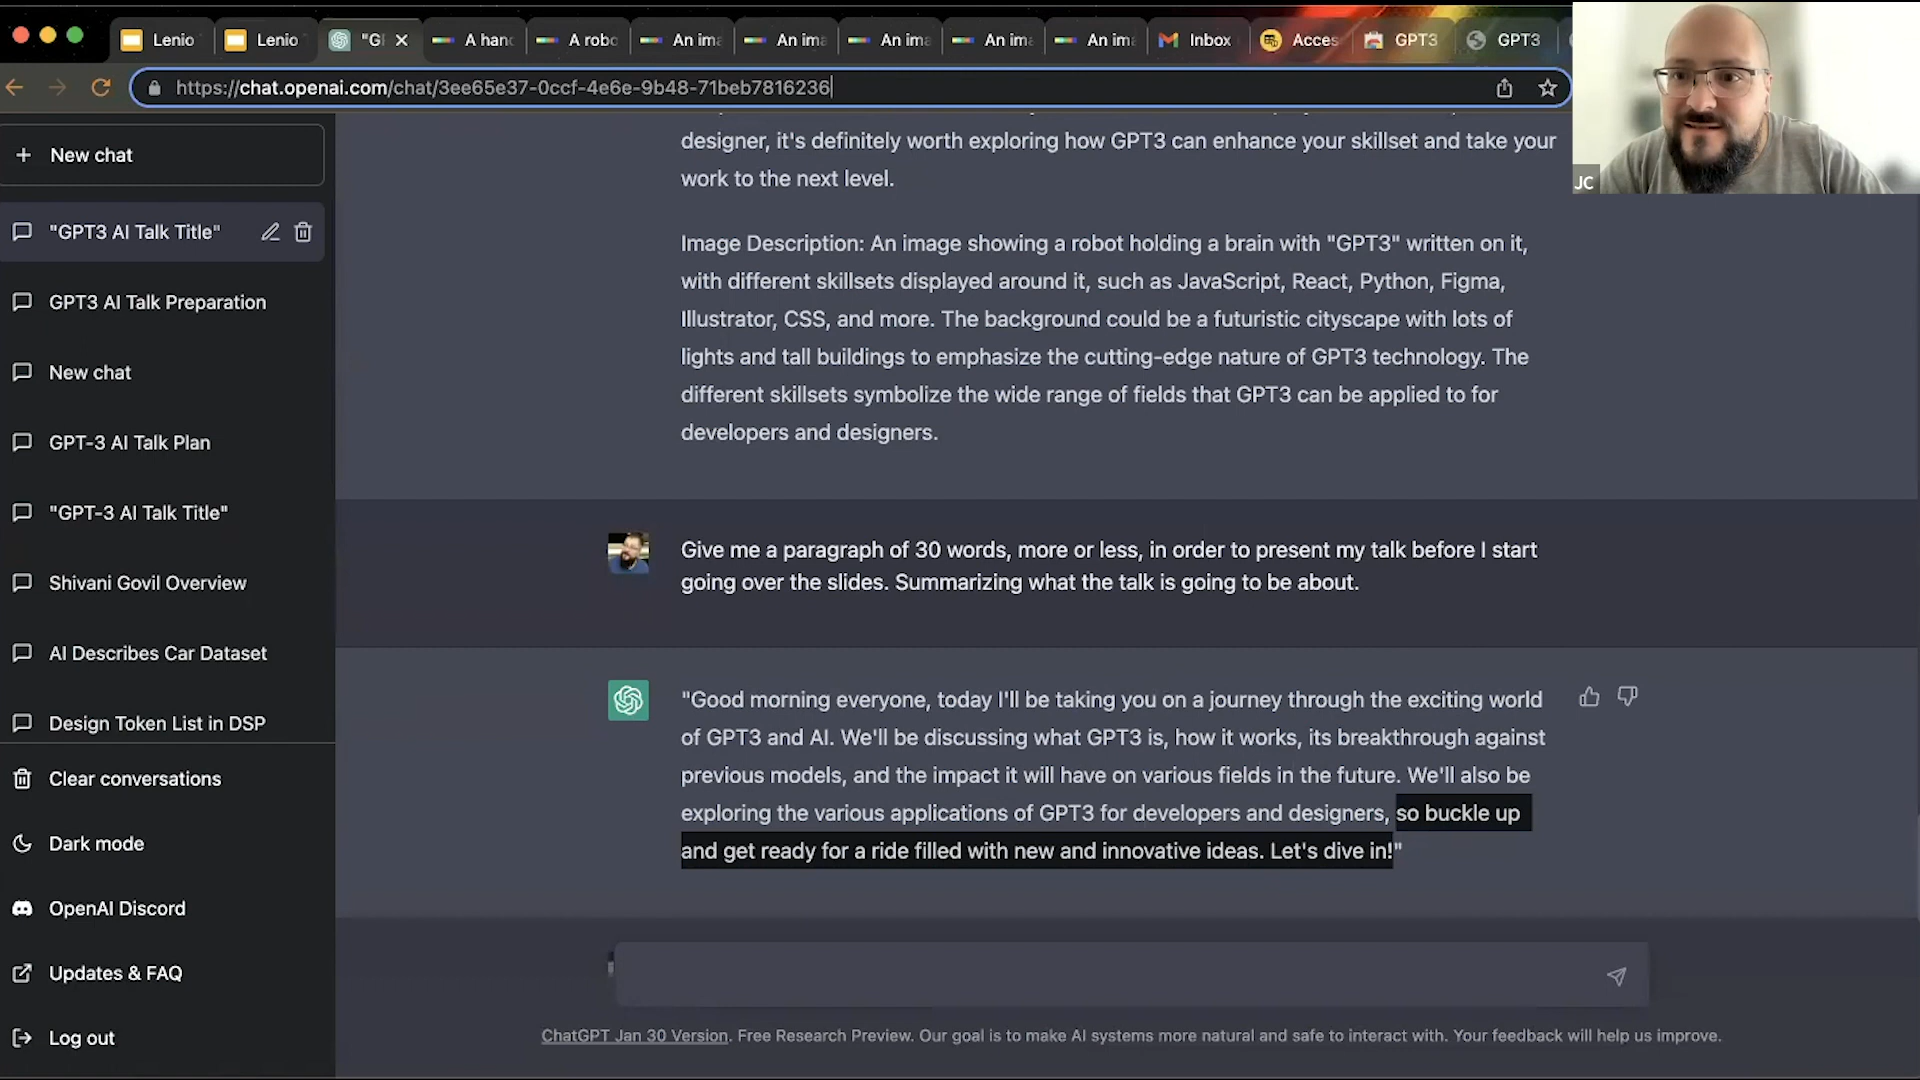 Lenio
Lenio
"Gl
A hand
A robo
An ima
An ima
An ima
An ima
An ima
Inbox
Acces
GPT3
GPT3
https://chat.openai.com/chat/3ee65e37-0ccf-4e6e-9b48-71beb7816236
JC
New chat
"GPT3 AI Talk Title"
GPT3 AI Talk Preparation
New chat
GPT-3 AI Talk Plan
"GPT-3 AI Talk Title"
Shivani Govil Overview
AI Describes Car Dataset
Design Token List in DSP
Clear conversations
Dark mode
OpenAI Discord
Updates & FAQ
Log out
designer, it's definitely worth exploring how GPT3 can enhance your skillset and take your
work to the next level.
Image Description: An image showing a robot holding a brain with "GPT3" written on it,
with different skillsets displayed around it, such as JavaScript, React, Python, Figma,
Illustrator, CSS, and more. The background could be a futuristic cityscape with lots of
lights and tall buildings to emphasize the cutting-edge nature of GPT3 technology. The
different skillsets symbolize the wide range of fields that GPT3 can be applied to for
developers and designers.
Give me a paragraph of 30 words, more or less, in order to present my talk before I start
going over the slides. Summarizing what the talk is going to be about.
"Good morning everyone, today I'll be taking you on a journey through the exciting world
of GPT3 and AI. We'll be discussing what GPT3 is, how it works, its breakthrough against
previous models, and the impact it will have on various fields in the future. We'll also be
exploring the various applications of GPT3 for developers and designers, so buckle up
and get ready for a ride filled with new and innovative ideas. Let's dive in!"
ChatGPT Jan 30 Version. Free Research Preview. Our goal is to make AI systems more natural and safe to interact with. Your feedback will help us improve.